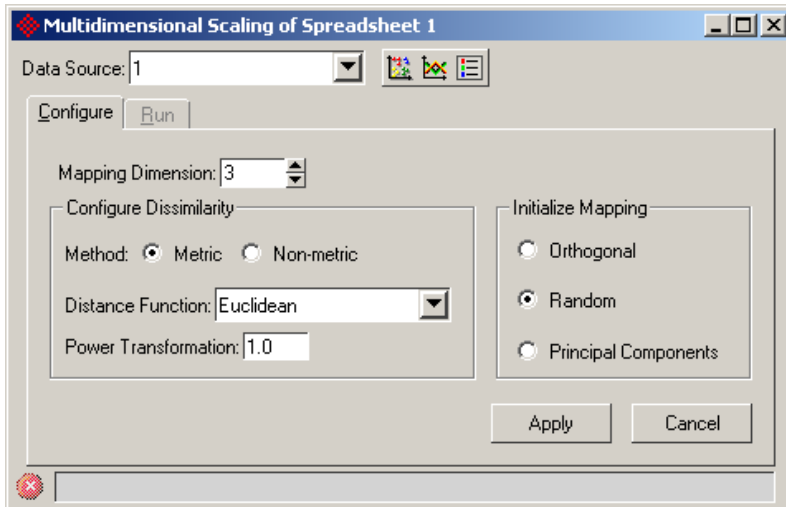 Multidimensional Scaling of Spreadsheet 1
Data Source: 1
Configure Run
Mapping Dimension: 3
Configure Dissimilarity
Method: Metric Non-metric
Distance Function: Euclidean
Power Transformation: 1.0
Initialize Mapping
Orthogonal
Random
Principal Components
Apply Cancel